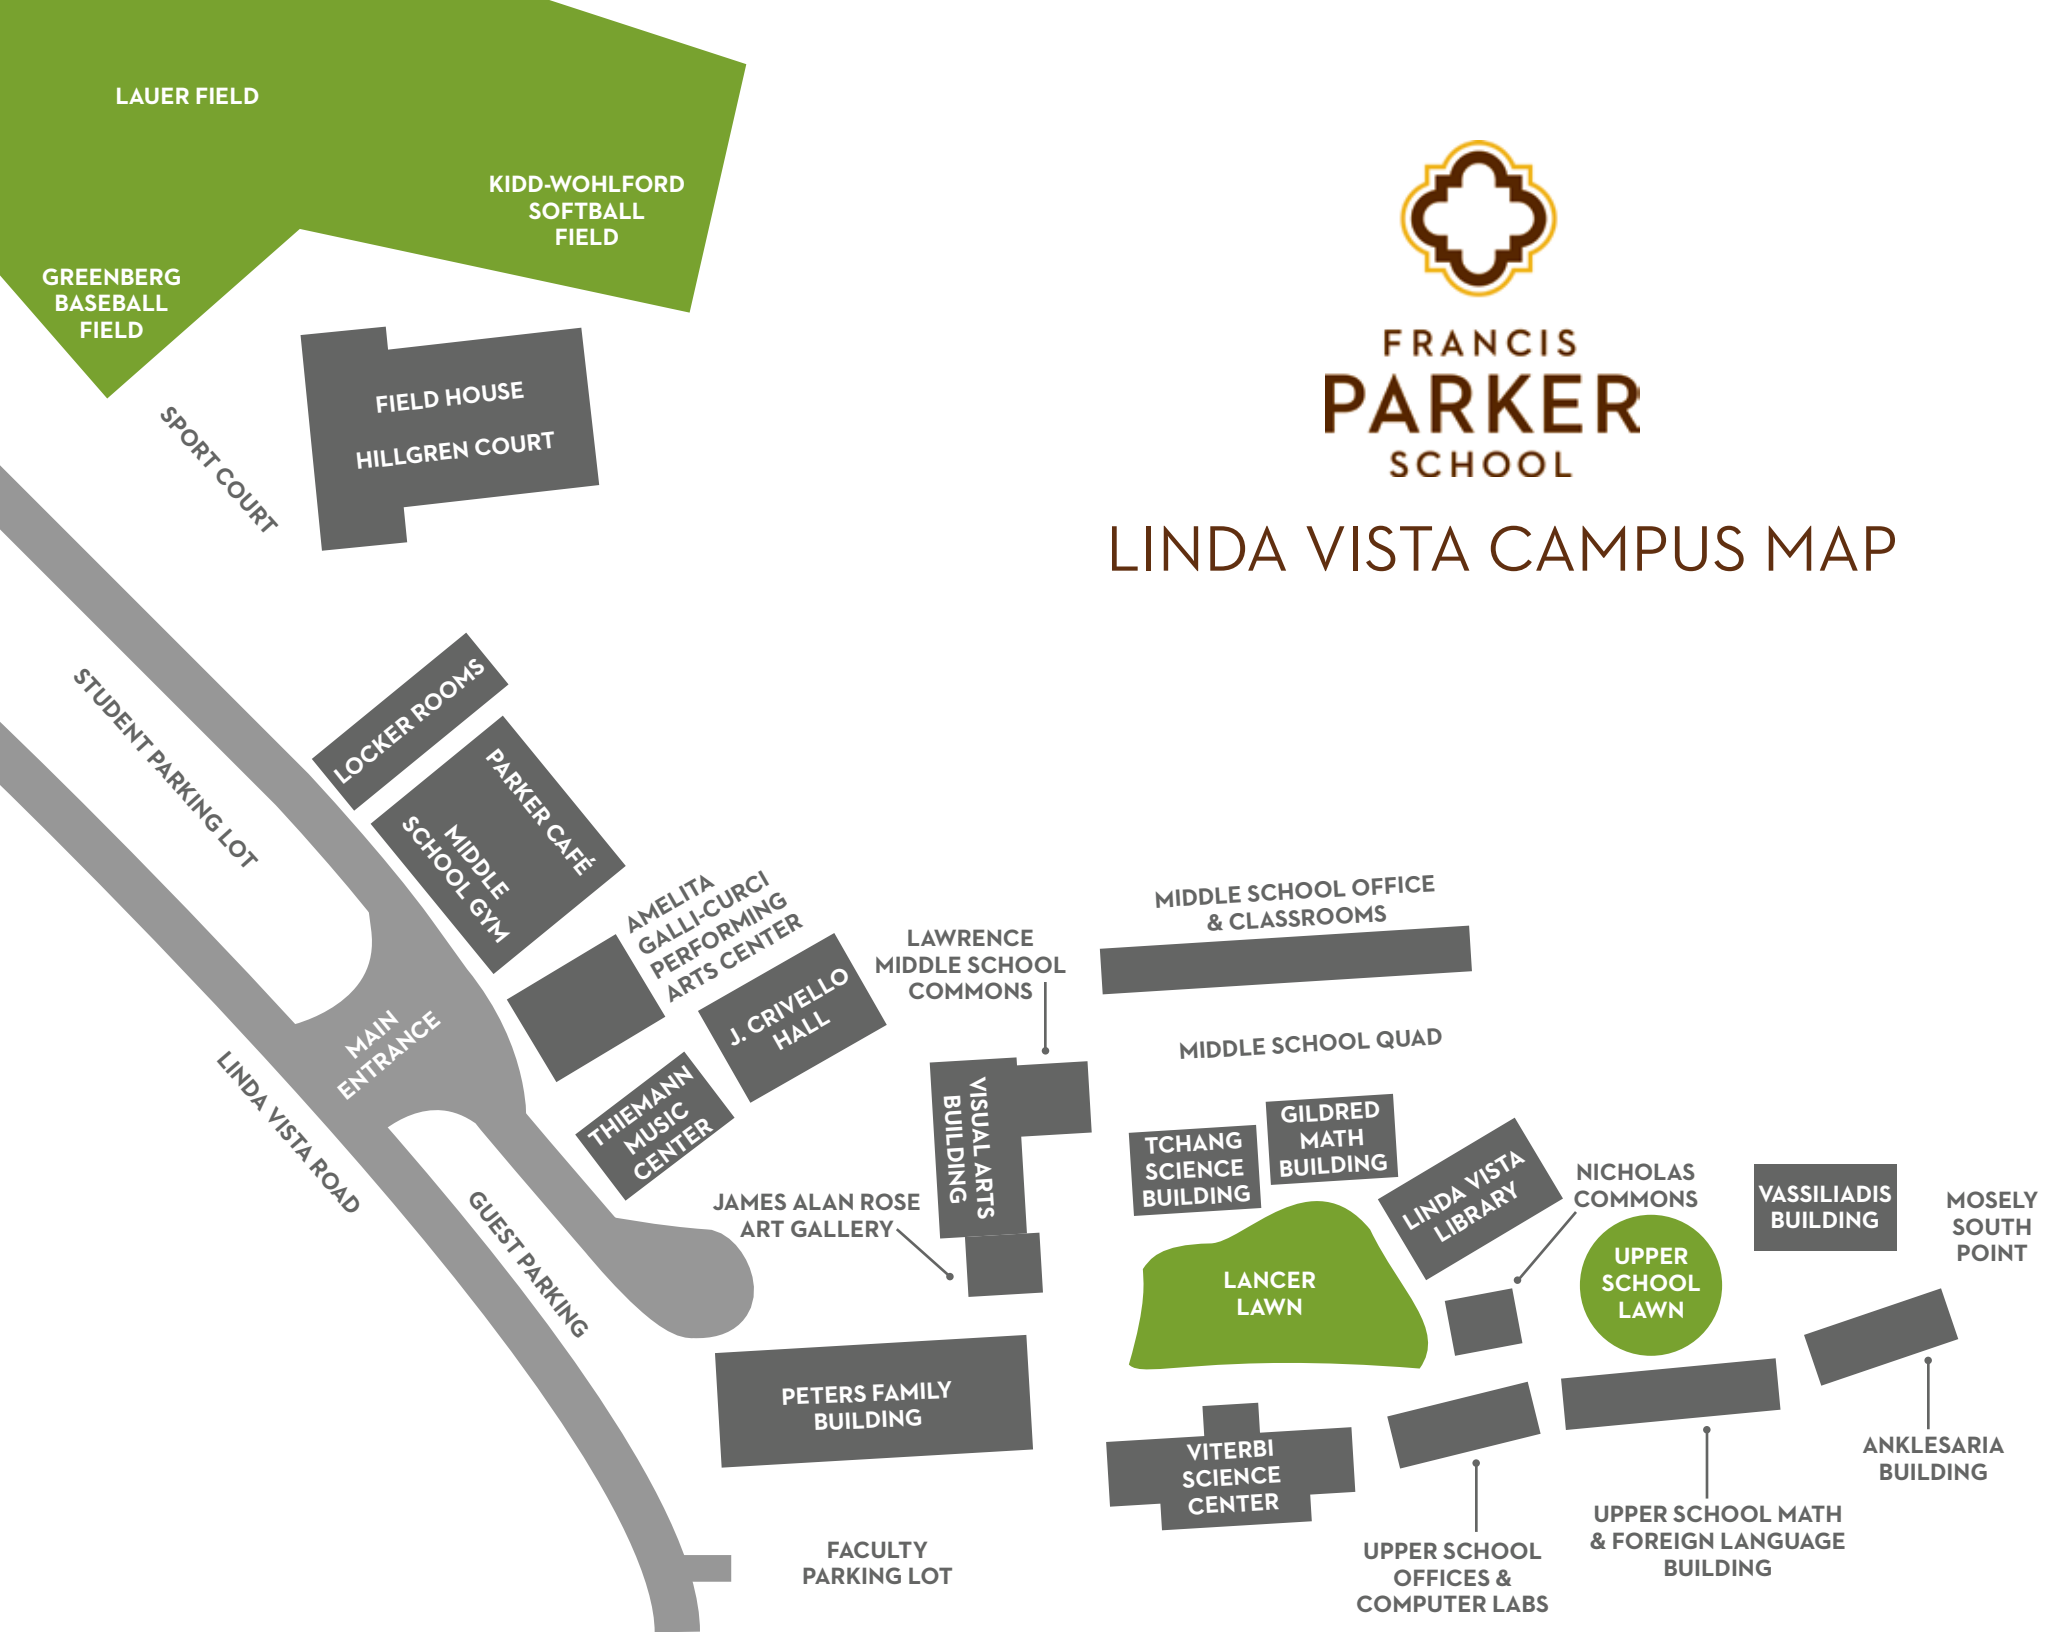 LAUER FIELD
KIDD-WOHLFORD
SOFTBALL
FIELD
GREENBERG
BASEBALL
FIELD
FRANCIS
PARKER
SCHOOL
LINDA VISTA CAMPUS MAP
FIELD HOUSE
HILLGREN COURT
SPORT COURT
STUDENT PARKING LOT
LOCKER ROOMS
PARKER CAFÉ
MIDDLE
SCHOOL GYM
AMELITA
GALLI-CURCI
PERFORMING
ARTS CENTER
J. CRIVELLO
HALL
MAIN
ENTRANCE
LINDA VISTA ROAD
THIEMANN
MUSIC
CENTER
GUEST PARKING
LAWRENCE
MIDDLE SCHOOL
COMMONS
MIDDLE SCHOOL OFFICE
& CLASSROOMS
MIDDLE SCHOOL QUAD
VISUAL ARTS
BUILDING
JAMES ALAN ROSE
ART GALLERY
TCHANG
SCIENCE
BUILDING
GILDRED
MATH
BUILDING
LINDA VISTA
LIBRARY
NICHOLAS
COMMONS
VASSILIADIS
BUILDING
MOSELY
SOUTH
POINT
UPPER
SCHOOL
LAWN
LANCER
LAWN
PETERS FAMILY
BUILDING
VITERBI
SCIENCE
CENTER
ANKLESARIA
BUILDING
UPPER SCHOOL MATH
& FOREIGN LANGUAGE
BUILDING
UPPER SCHOOL
OFFICES &
COMPUTER LABS
FACULTY
PARKING LOT